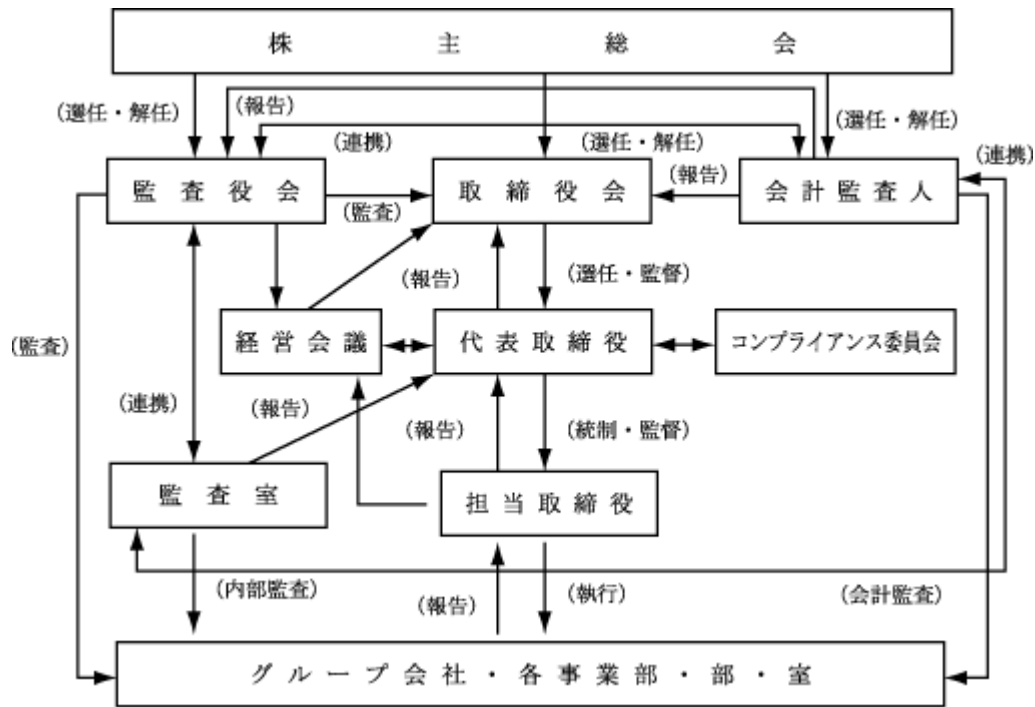 株主総会
(選任・解任)
(報告)
(連携)
(選任・解任)
(選任・解任)
(連携)
監査役会
(監査)
取締役会
(報告)
会計監査人
(報告)
(選任・監督)
(監査)
経営会議
代表取締役
コンプライアンス委員会
(連携)
(報告)
(報告)
(統制・監督)
監査室
担当取締役
(内部監査)
(報告)
(執行)
(会計監査)
グループ会社・各事業部・部・室